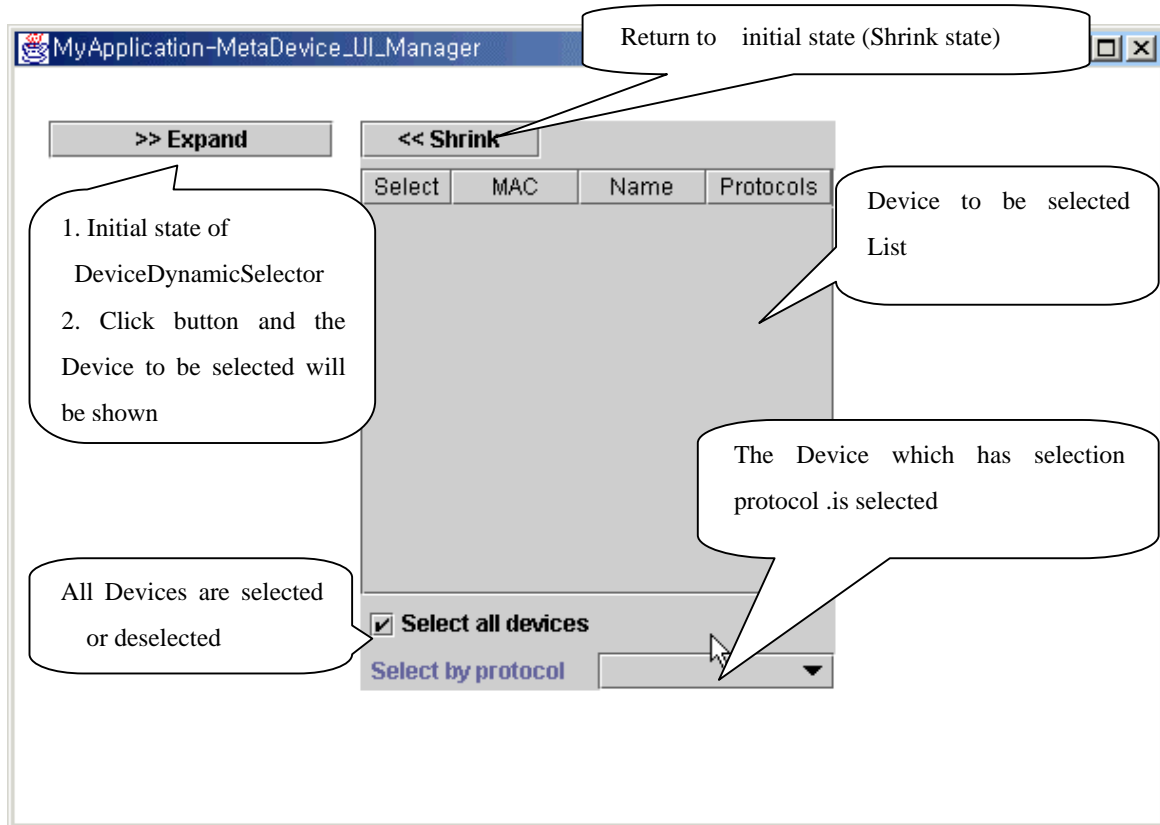 MyApplication-MetaDevice_UI_Manager
Return to initial state (Shrink state)
>> Expand
<< Shrink
Select MAC Name Protocols
1. Initial state of
DeviceDynamicSelector
2. Click button and the
Device to be selected will
be shown
Device to be selected
List
The Device which has selection
protocol .is selected
All Devices are selected
or deselected
Select all devices
Select by protocol